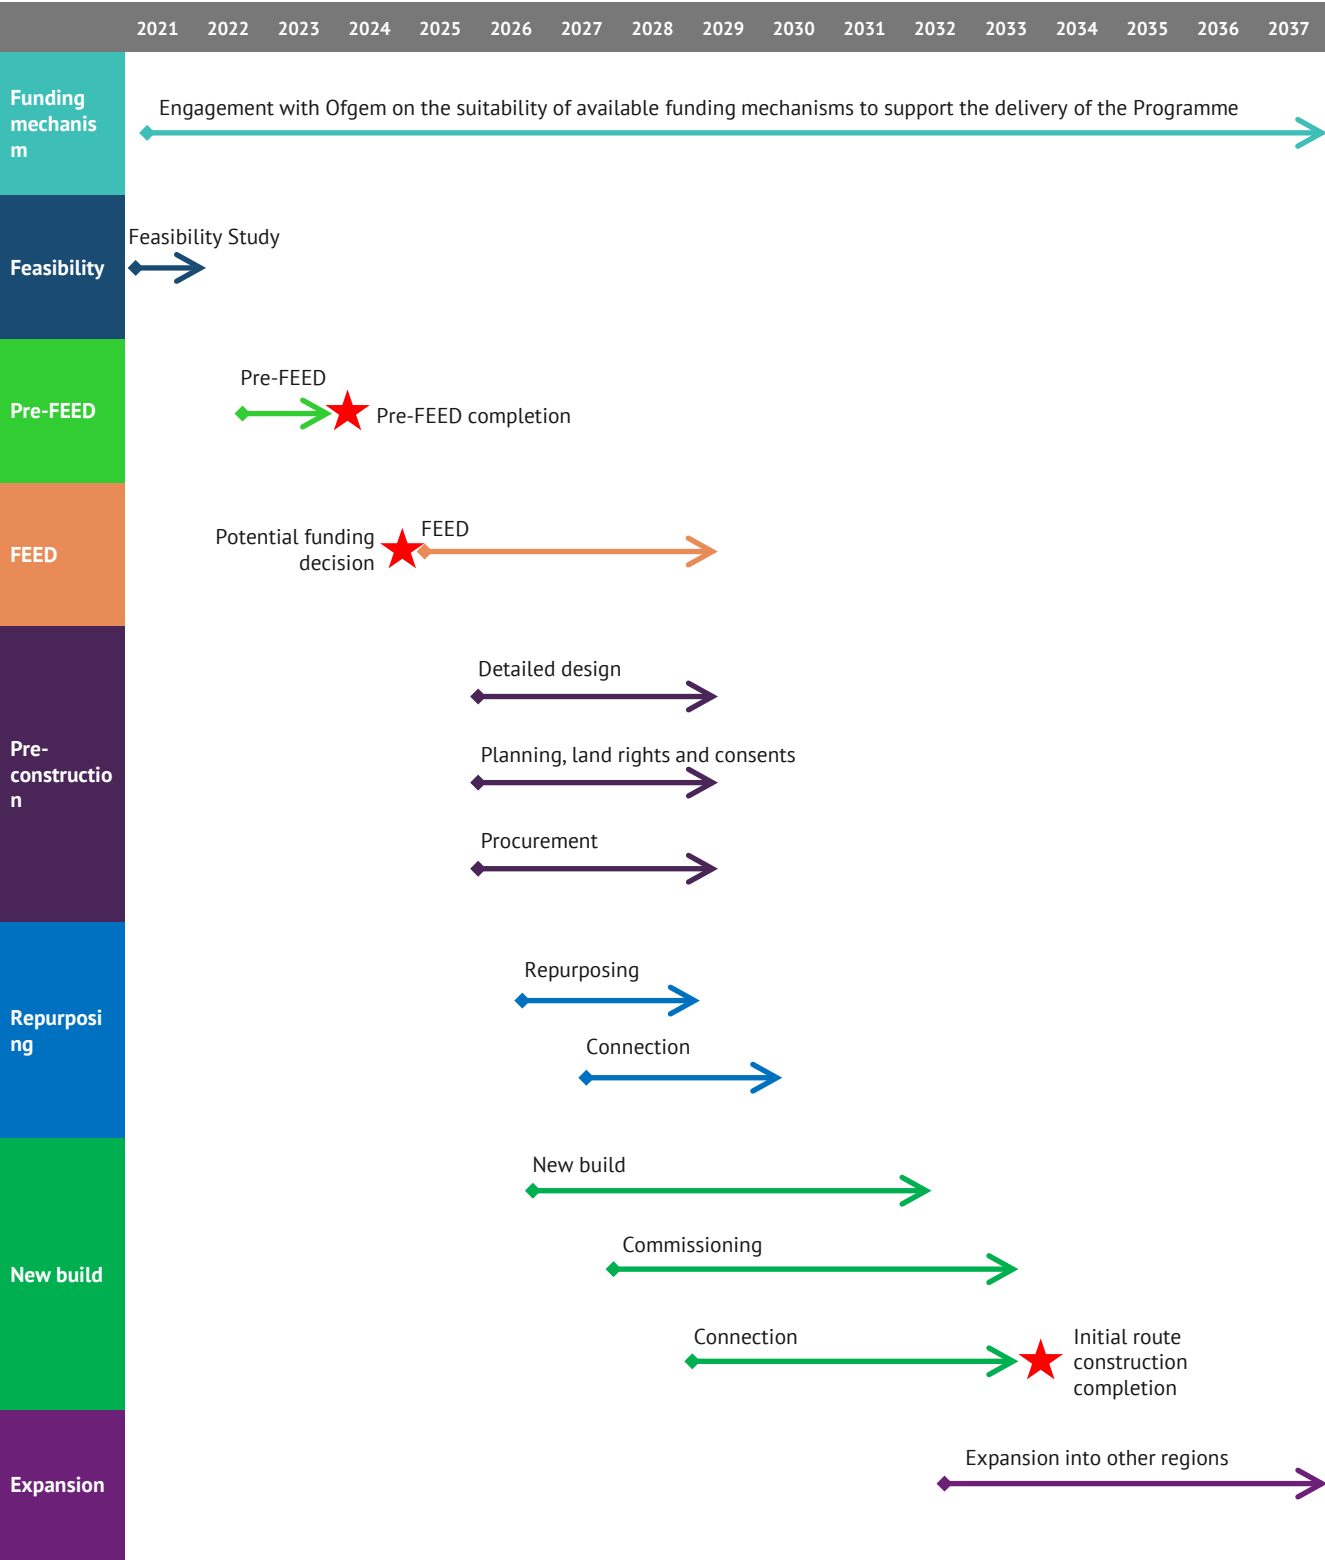 2021 2022 2023 2024 2025 2026 2027 2028 2029 2030 2031 2032 2033 2034 2035 2036 2037
Funding
mechanis
m
Engagement with Ofgem on the suitability of available funding mechanisms to support the delivery of the Programme
Feasibility
Feasibility Study
Pre-FEED
Pre-FEED
Pre-FEED completion
FEED
Potential funding
decision
FEED
Pre-
constructio
n
Detailed design
Planning, land rights and consents
Procurement
Repurposi
ng
Repurposing
Connection
New build
New build
Commissioning
Connection
Initial route
construction
completion
Expansion
Expansion into other regions